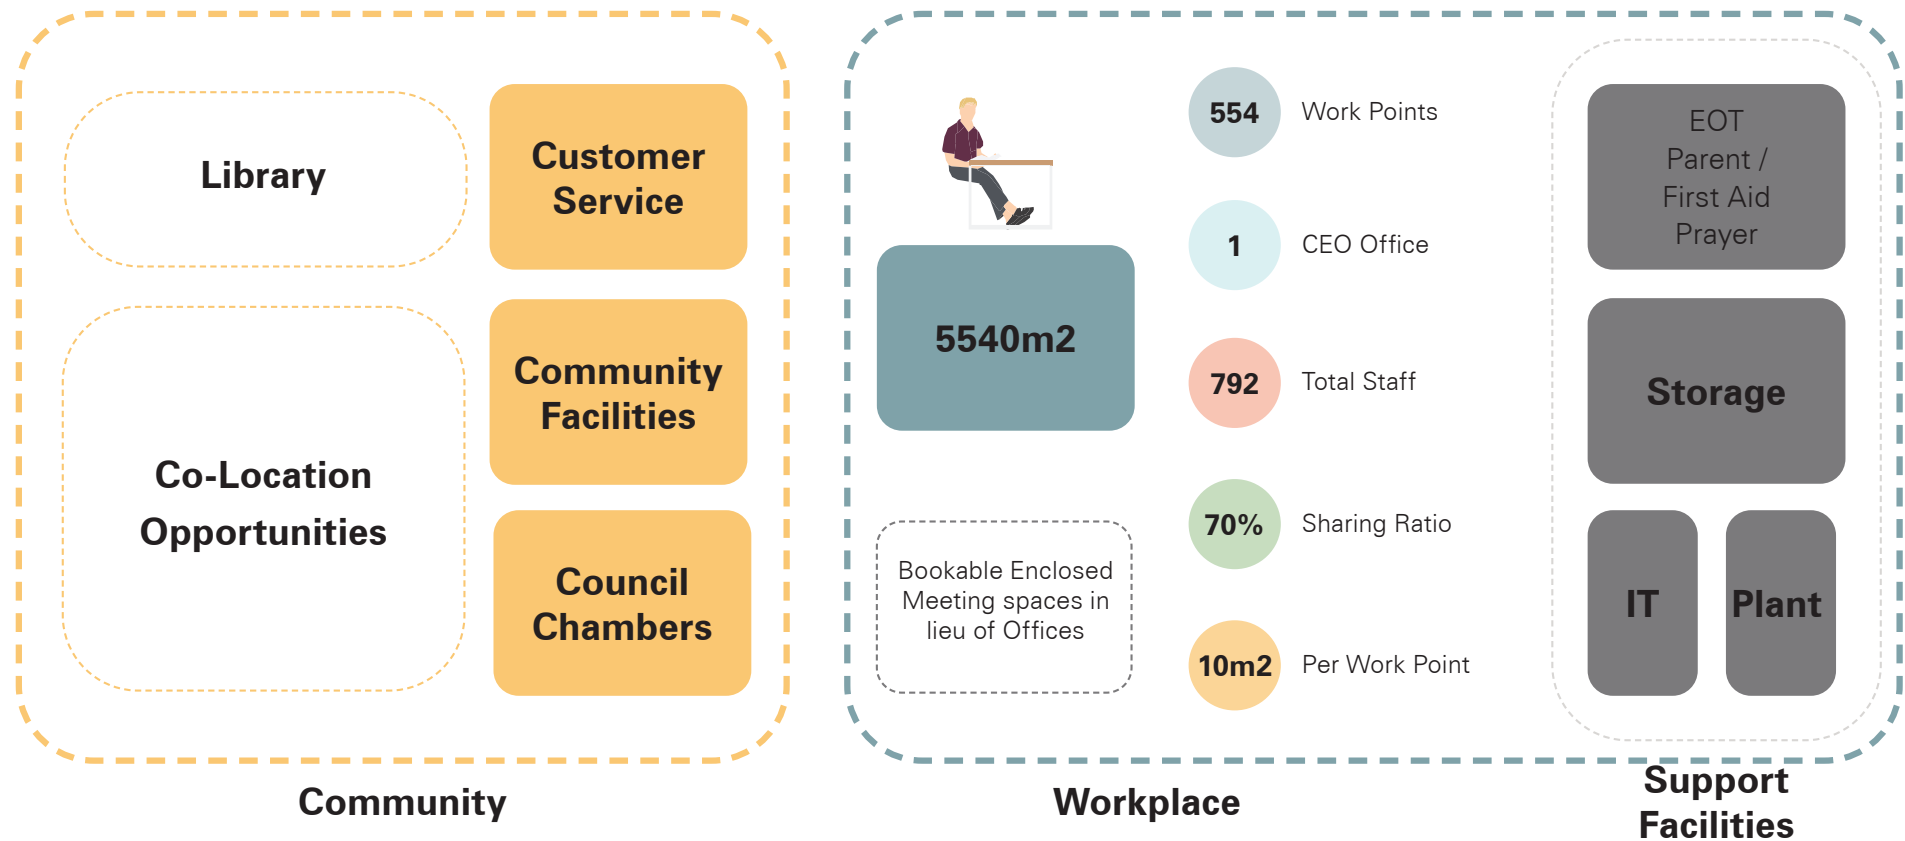 Library
Customer
Service
Community
Facilities
Co-Location
Opportunities
Council
Chambers
Community
5540m2
Bookable Enclosed
Meeting spaces in
lieu of Offices
554 Work Points
1 CEO Office
792 Total Staff
70% Sharing Ratio
10m2 Per Work Point
Workplace
EOT
Parent /
First Aid
Prayer
Storage
IT
Plant
Support
Facilities